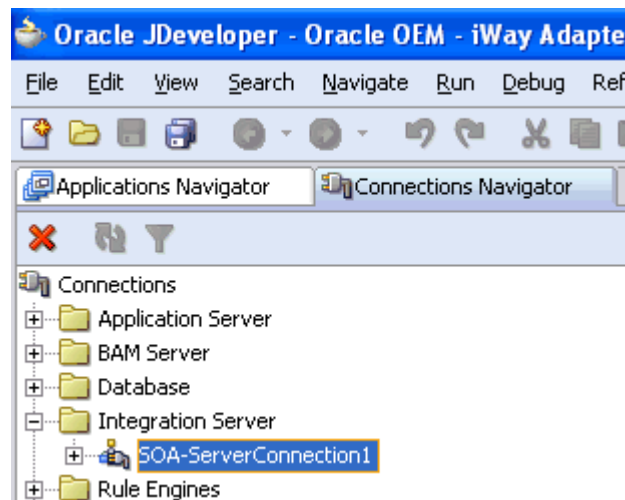 Oracle JDeveloper - Oracle OEM - iWay Adapte
File Edit View Search Navigate Run Debug Ref
Applications Navigator Connections Navigator
Connections
Application Server
BAM Server
Database
Integration Server
SOA-ServerConnection1
Rule Engines